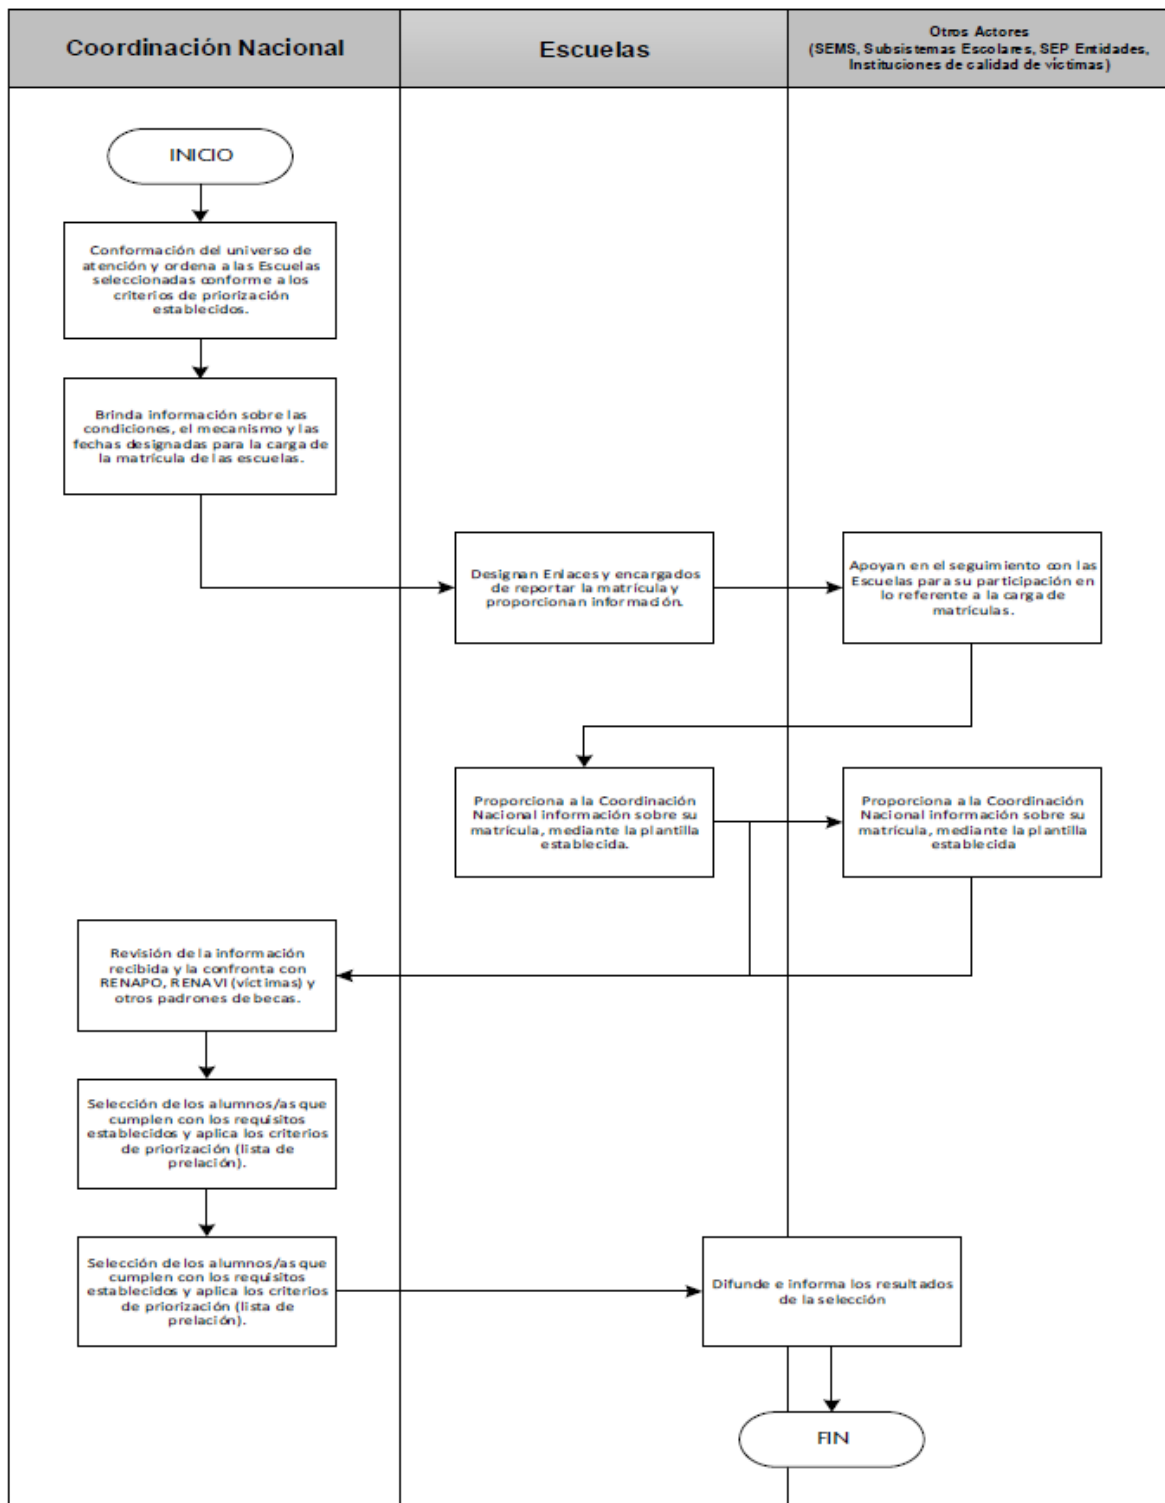 Coordinación Nacional
Escuelas
Otros Actores
(SEMS, Subsistemas Escolares, SEP Entidades,
Instituciones de calidad de víctimas)
INICIO
Conformación del universo de
atención y ordena a las Escuelas
seleccionadas conforme a los
criterios de priorización
establecidos.
Brinda información sobre las
condiciones, el mecanismo y las
fechas designadas para la carga de
la matrícula de las escuelas.
Designan Enlaces y encargados
de reportar la matrícula y
proporcionan información.
Apoyan en el seguimiento con las
Escuelas para su participación en
lo referente a la carga de
matrículas.
Proporciona a la Coordinación
Nacional información sobre su
matrícula, mediante la plantilla
establecida.
Proporciona a la Coordinación
Nacional información sobre su
matrícula, mediante la plantilla
establecida
Revisión de la información
recibida y la confronta con
RENAPO, RENAVI (víctimas) y
otros padrones de becas.
Selección de los alumnos/as que
cumplen con los requisitos
establecidos y aplica los criterios
de priorización (lista de
prelación).
Selección de los alumnos/as que
cumplen con los requisitos
establecidos y aplica los criterios
de priorización (lista de
prelación).
Difunde e informa los resultados
de la selección
FIN